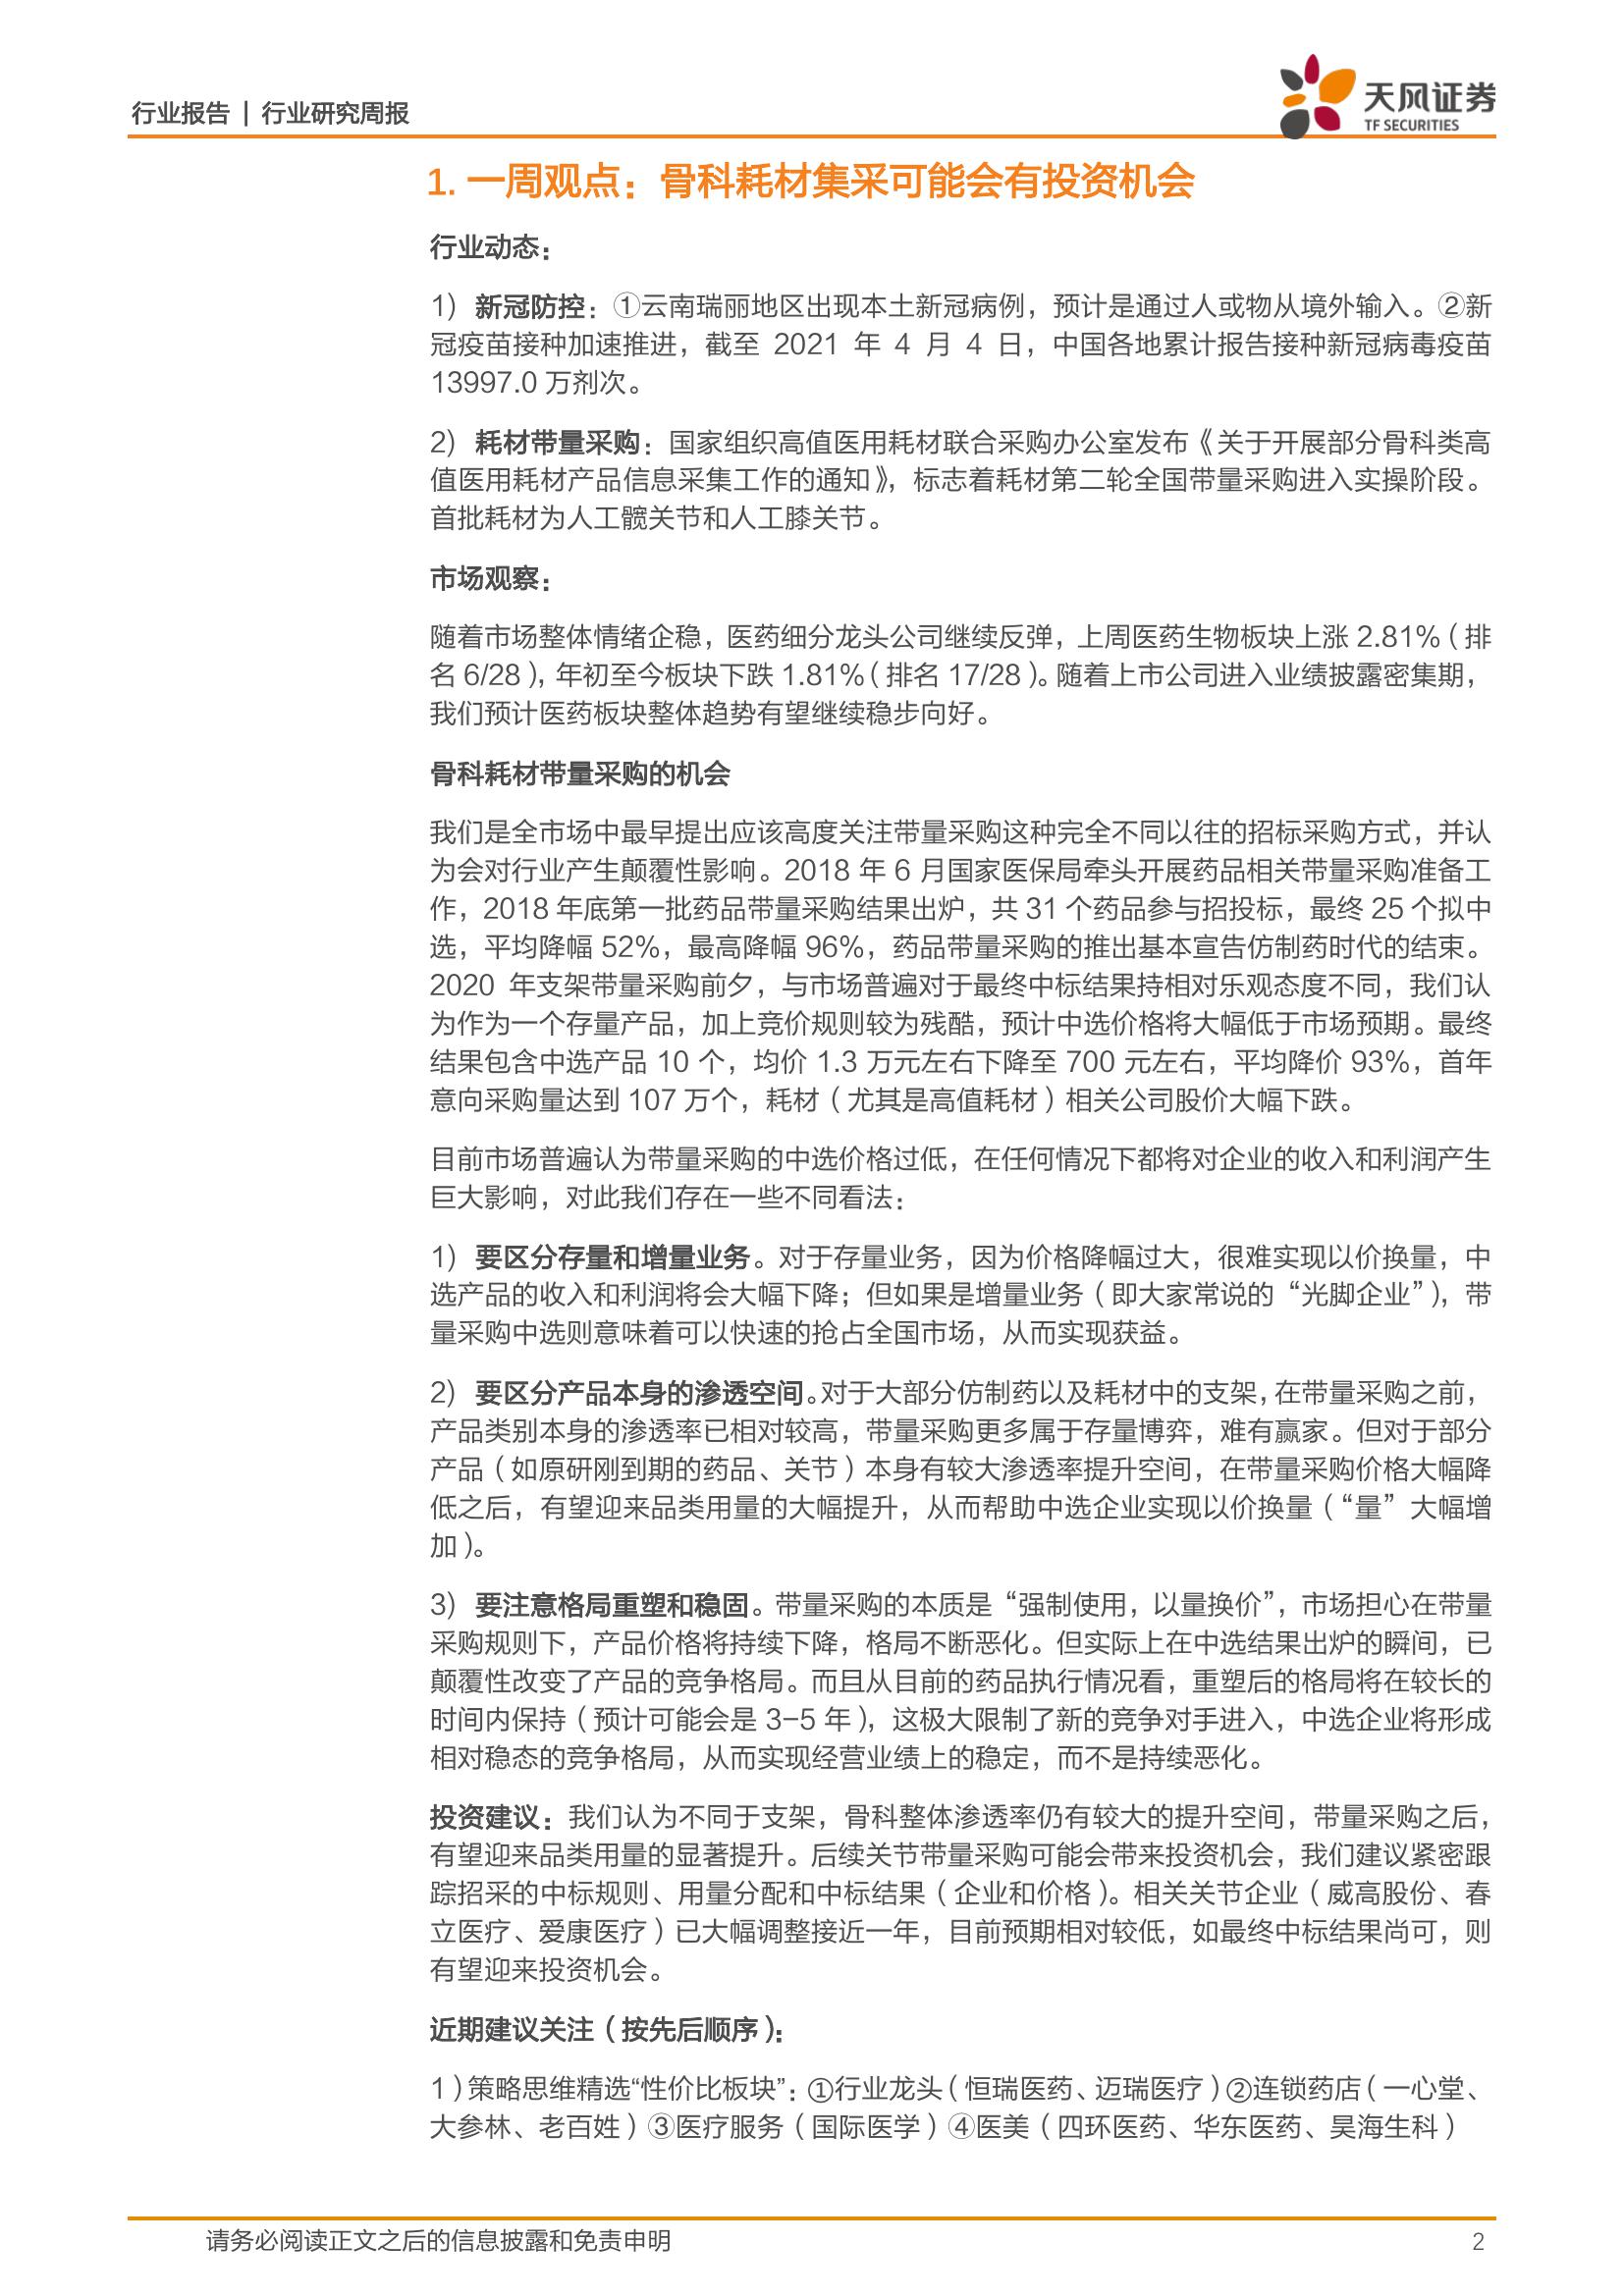 行业报告 | 行业研究周报
天风证券
TF SECURITIES
1. 一周观点：骨科耗材集采可能会有投资机会
行业动态：
1) 新冠防控：①云南瑞丽地区出现本土新冠病例，预计是通过人或物从境外输入。②新
冠疫苗接种加速推进，截至 2021 年 4 月 4 日，中国各地累计报告接种新冠病毒疫苗
13997.0 万剂次。
2) 耗材带量采购：国家组织高值医用耗材联合采购办公室发布《关于开展部分骨科类高
值医用耗材产品信息采集工作的通知》，标志着耗材第二轮全国带量采购进入实操阶段。
首批耗材为人工髋关节和人工膝关节。
市场观察：
随着市场整体情绪企稳，医药细分龙头公司继续反弹，上周医药生物板块上涨 2.81%（排
名 6/28），年初至今板块下跌 1.81%（排名 17/28）。随着上市公司进入业绩披露密集期，
我们预计医药板块整体趋势有望继续稳步向好。
骨科耗材带量采购的机会
我们是全市场中最早提出应该高度关注带量采购这种完全不同以往的招标采购方式，并认
为会对行业产生颠覆性影响。2018 年 6 月国家医保局牵头开展药品相关带量采购准备工
作，2018 年底第一批药品带量采购结果出炉，共 31 个药品参与招投标，最终 25 个拟中
选，平均降幅 52%，最高降幅 96%，药品带量采购的推出基本宣告仿制药时代的结束。
2020 年支架带量采购前夕，与市场普遍对于最终中标结果持相对乐观态度不同，我们认
为作为一个存量产品，加上竞价规则较为残酷，预计中选价格将大幅低于市场预期。最终
结果包含中选产品 10 个，均价 1.3 万元左右下降至 700 元左右，平均降价 93%，首年
意向采购量达到 107 万个，耗材（尤其是高值耗材）相关公司股价大幅下跌。
目前市场普遍认为带量采购的中选价格过低，在任何情况下都将对企业的收入和利润产生
巨大影响，对此我们存在一些不同看法：
1) 要区分存量和增量业务。对于存量业务，因为价格降幅过大，很难实现以价换量，中
选产品的收入和利润将会大幅下降；但如果是增量业务（即大家常说的“光脚企业”），带
量采购中选则意味着可以快速的抢占全国市场，从而实现获益。
2) 要区分产品本身的渗透空间。对于大部分仿制药以及耗材中的支架，在带量采购之前，
产品类别本身的渗透率已相对较高，带量采购更多属于存量博弈，难有赢家。但对于部分
产品（如原研刚到期的药品、关节）本身有较大渗透率提升空间，在带量采购价格大幅降
低之后，有望迎来品类用量的大幅提升，从而帮助中选企业实现以价换量（“量”大幅增
加）。
3) 要注意格局重塑和稳固。带量采购的本质是“强制使用，以量换价”，市场担心在带量
采购规则下，产品价格将持续下降，格局不断恶化。但实际上在中选结果出炉的瞬间，已
颠覆性改变了产品的竞争格局。而且从目前的药品执行情况看，重塑后的格局将在较长的
时间内保持（预计可能会是 3-5 年），这极大限制了新的竞争对手进入，中选企业将形成
相对稳态的竞争格局，从而实现经营业绩上的稳定，而不是持续恶化。
投资建议：我们认为不同于支架，骨科整体渗透率仍有较大的提升空间，带量采购之后，
有望迎来品类用量的显著提升。后续关节带量采购可能会带来投资机会，我们建议紧密跟
踪招采的中标规则、用量分配和中标结果（企业和价格）。相关关节企业（威高股份、春
立医疗、爱康医疗）已大幅调整接近一年，目前预期相对较低，如最终中标结果尚可，则
有望迎来投资机会。
近期建议关注（按先后顺序）：
1）策略思维精选“性价比板块”：①行业龙头（恒瑞医药、迈瑞医疗）②连锁药店（一心堂、
大参林、老百姓）③医疗服务（国际医学）④医美（四环医药、华东医药、昊海生科）
请务必阅读正文之后的信息披露和免责申明
2